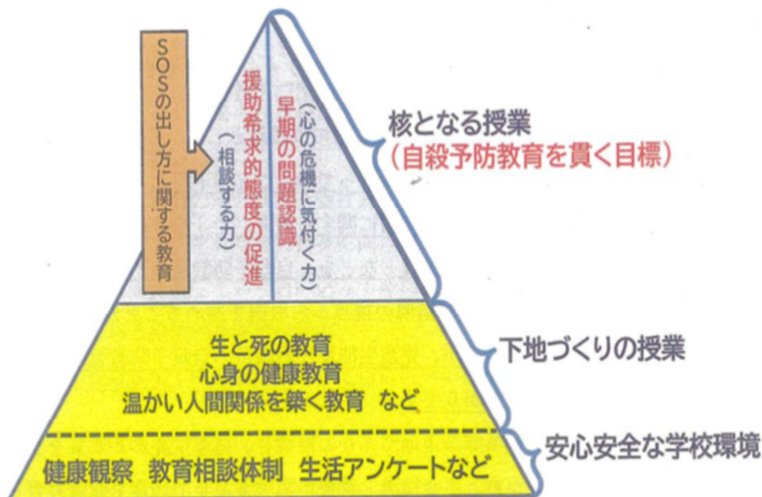 SOSの出し方に関する教育
早期の問題認識
(心の危機に気付く力)
援助希求的態度の促進
(相談する力)
核となる授業
(自殺予防教育を貫く目標)
生と死の教育
心身の健康教育
温かい人間関係を築く教育 など
下地づくりの授業
健康観察 教育相談体制 生活アンケートなど
安心安全な学校環境